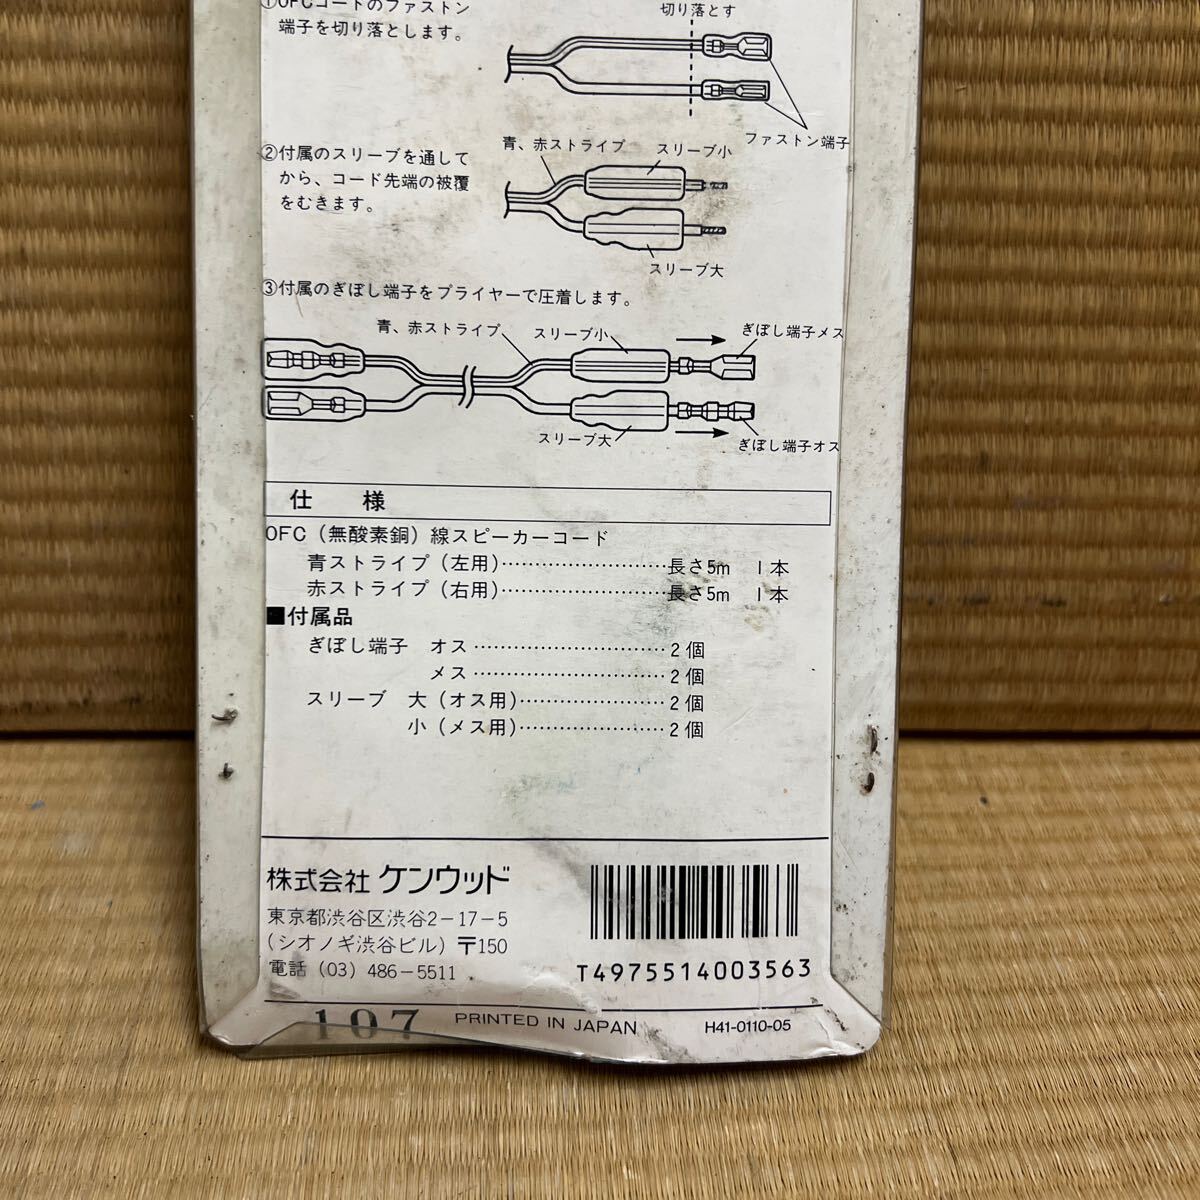 ①OFCコードのファストン
端子を切り落とします。
切り落とす
ファストン端子
②付属のスリーブを通して
から、コード先端の被覆
をむきます。
青、赤ストライプ
スリーブ小
スリーブ大
③付属のぎぼし端子をプライヤーで圧着します。
青、赤ストライプ
スリーブ小
ぎぼし端子メス
スリーブ大
ぎぼし端子オス
仕 様
OFC（無酸素銅）線スピーカーコード
青ストライプ（左用）……………………長さ5m 1本
赤ストライプ（右用）……………………長さ5m 1本
■付属品
ぎぼし端子 オス………………………2個
メス………………………2個
スリーブ 大（オス用）…………………2個
小（メス用）…………………2個
株式会社 ケンウッド
東京都渋谷区渋谷2-17-5
（シオノギ渋谷ビル）〒150
電話（03）486-5511
T4975514003563
107
PRINTED IN JAPAN
H41-0110-05